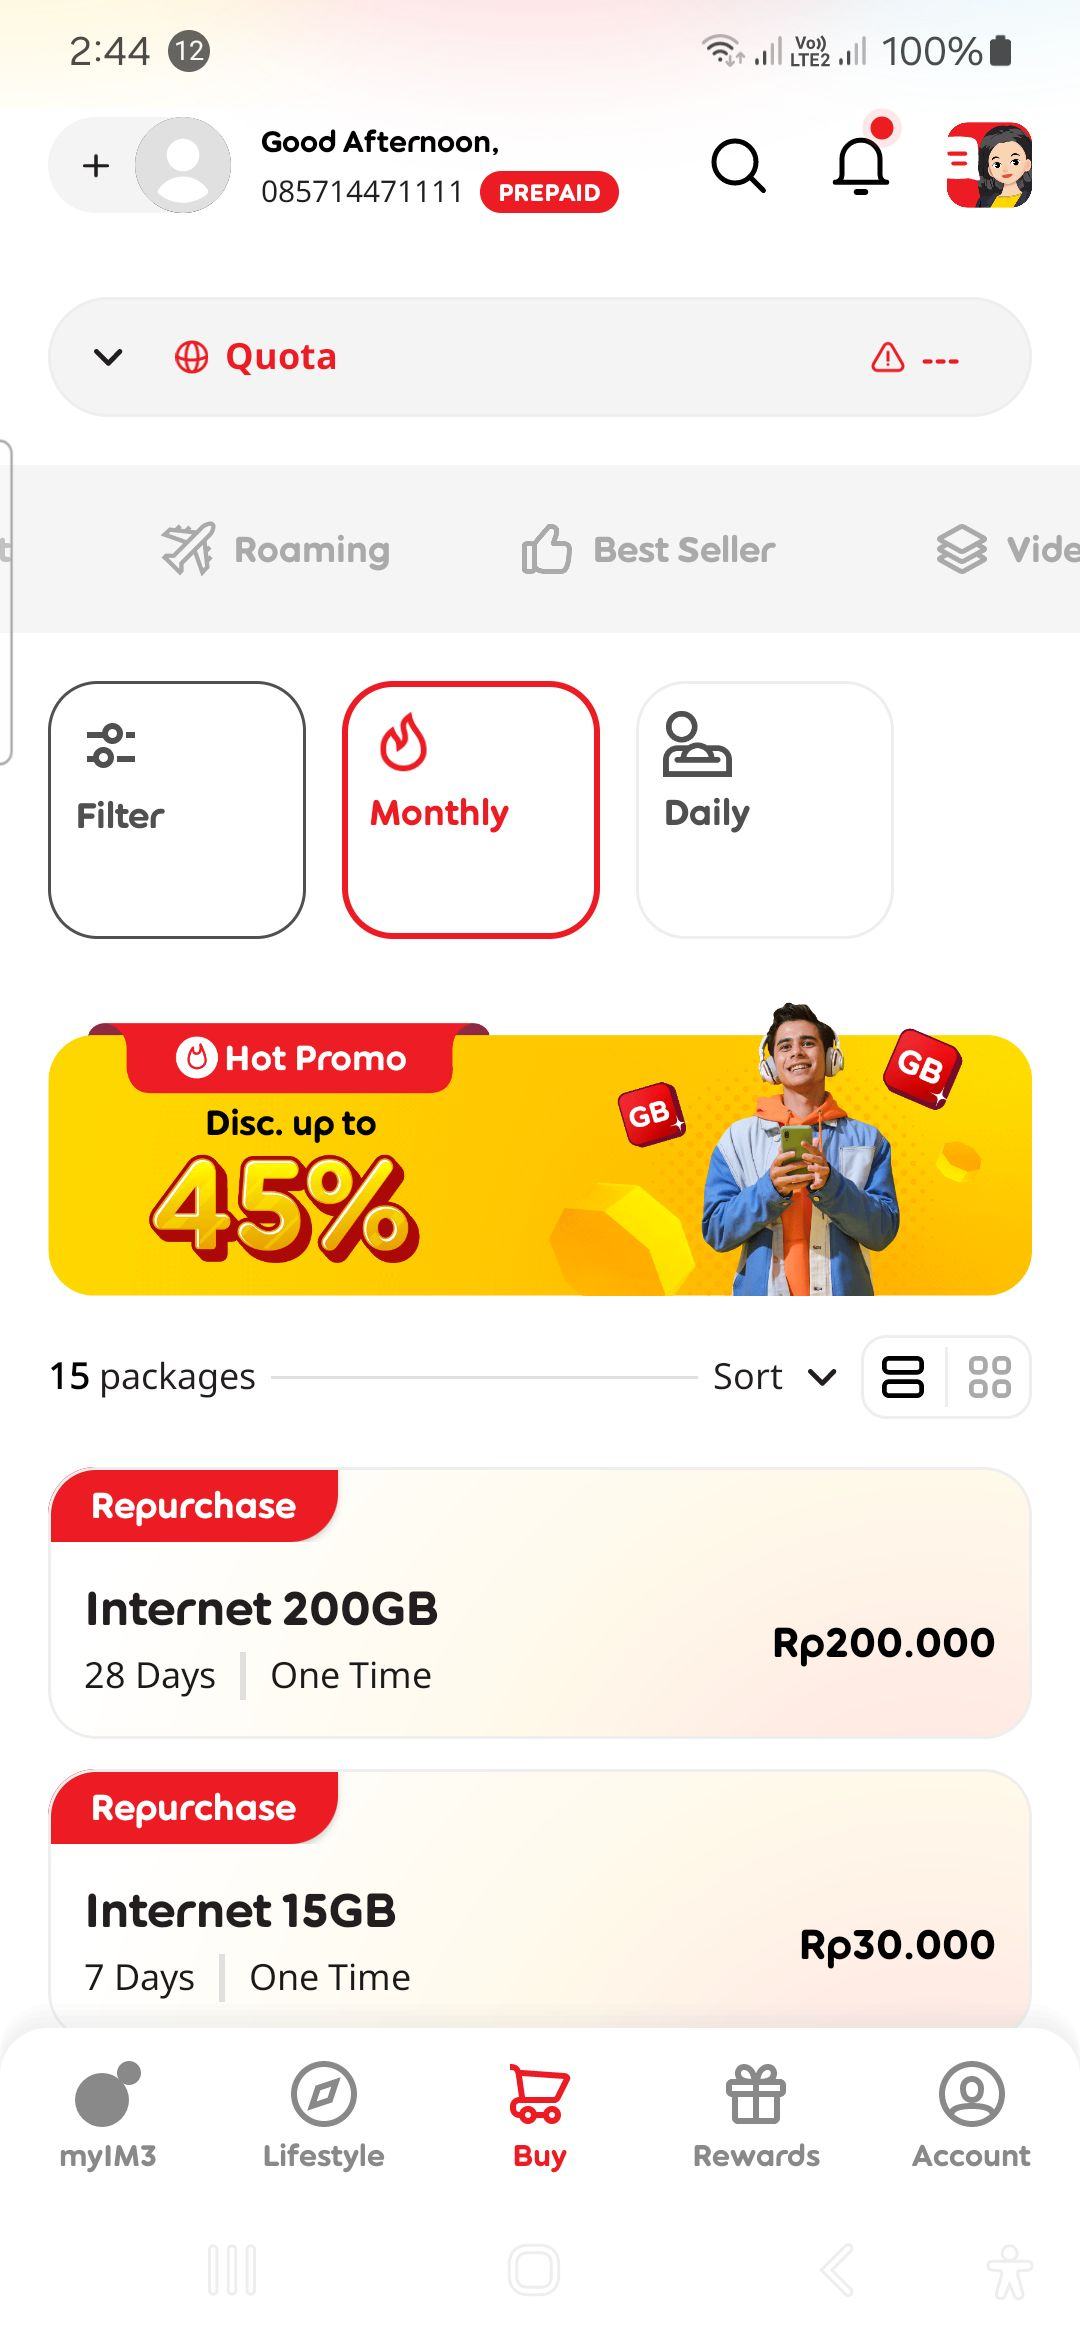 2:44 12 Vo)) LTE2 100%
Good Afternoon,
085714471111 PREPAID
Quota ---
t Roaming Best Seller Vide
Filter Monthly Daily
Hot Promo
Disc. up to
45%
GB GB
15 packages Sort
Repurchase
Internet 200GB
Rp200.000
28 Days One Time
Repurchase
Internet 15GB
Rp30.000
7 Days One Time
myIM3 Lifestyle Buy Rewards Account